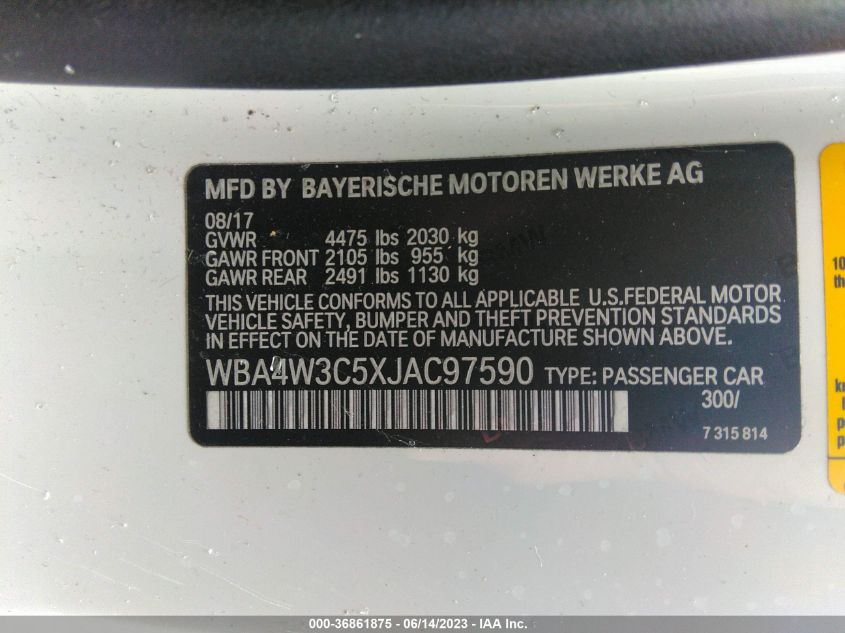 MFD BY BAYERISCHE MOTOREN WERKE AG
08/17
GVWR 4475 lbs 2030 kg
GAWR FRONT 2105 lbs 955 kg
GAWR REAR 2491 lbs 1130 kg
THIS VEHICLE CONFORMS TO ALL APPLICABLE U.S.FEDERAL MOTOR
VEHICLE SAFETY, BUMPER AND THEFT PREVENTION STANDARDS
IN EFFECT ON THE DATE OF MANUFACTURE SHOWN ABOVE.
WBA4W3C5XJAC97590 TYPE: PASSENGER CAR
300/
7 315 814
10
th
k
p
p
000-36861875 - 06/14/2023 - IAA Inc.